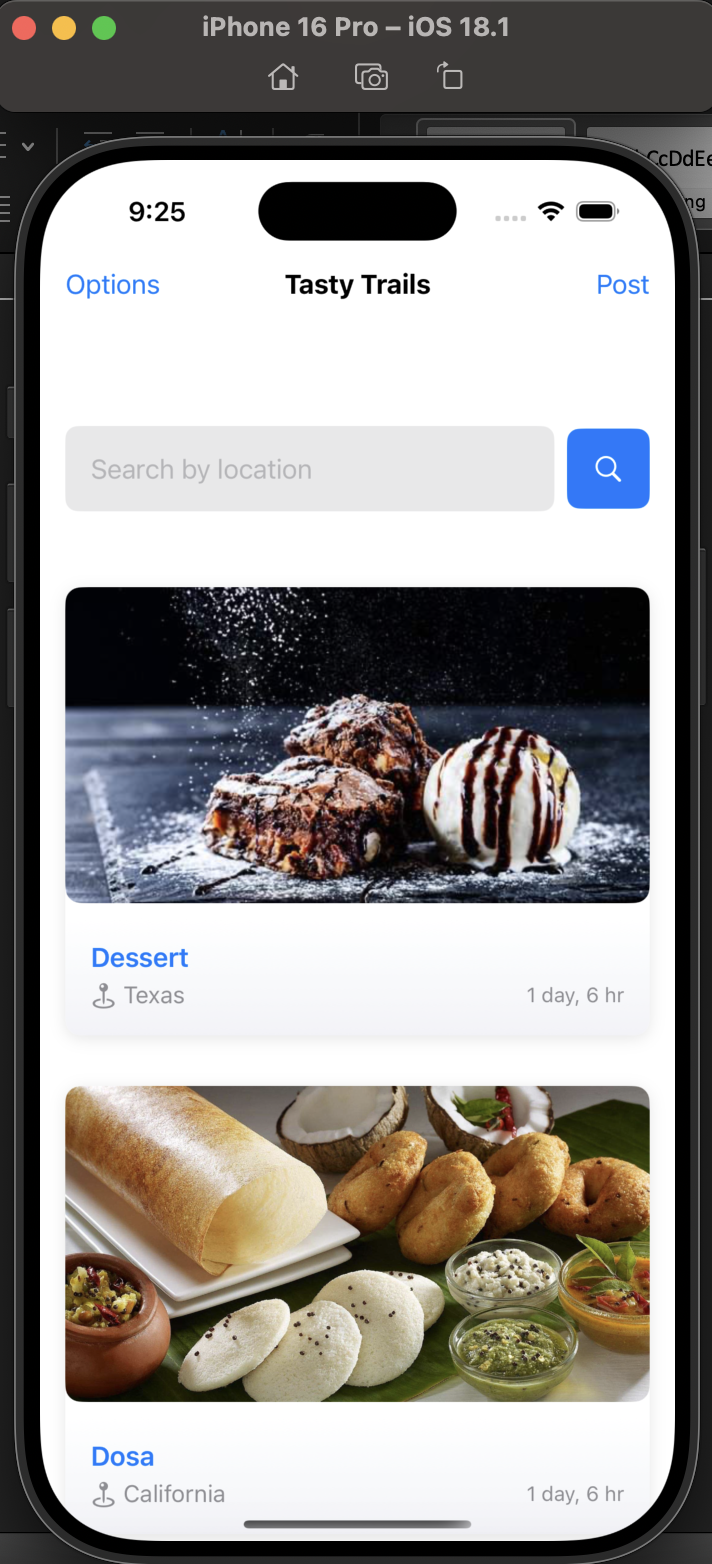 iPhone 16 Pro – iOS 18.1
CcDdEe
ng
9:25
Options
Tasty Trails
Post
Search by location
Dessert
Texas
1 day, 6 hr
Dosa
California
1 day, 6 hr